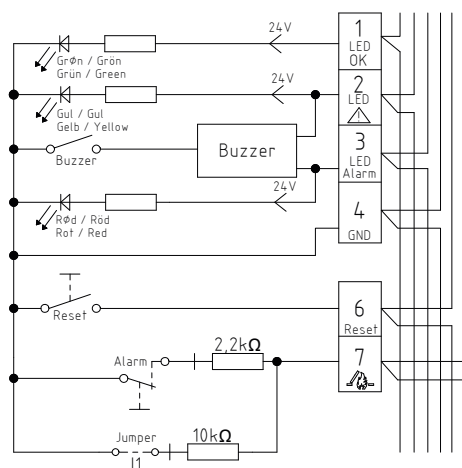 24V
1
LED
OK
Grøn / Grön
Grün / Green
24V
2
LED
Gul / Gul
Gelb / Yellow
Buzzer
Buzzer
3
LED
Alarm
24V
Rød / Röd
Rot / Red
4
GND
6
Reset
Reset
2,2kΩ
Alarm
7
Jumper
J1
10kΩ